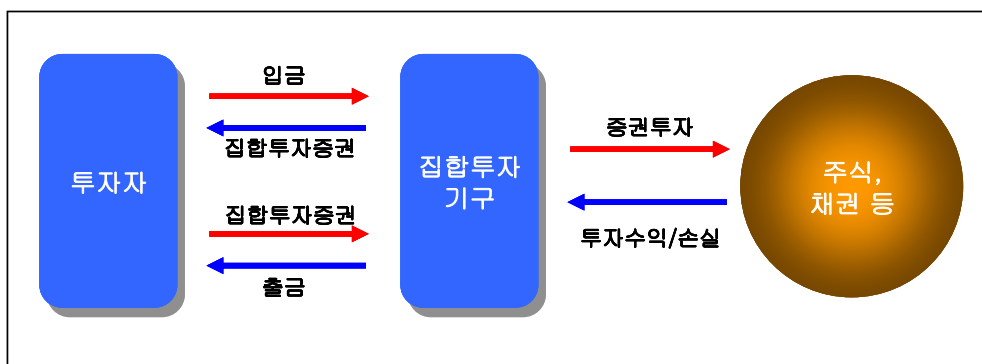 투자자
입금
집합투자증권
집합투자증권
출금
집합투자
기구
증권투자
투자수익/손실
주식,
채권 등